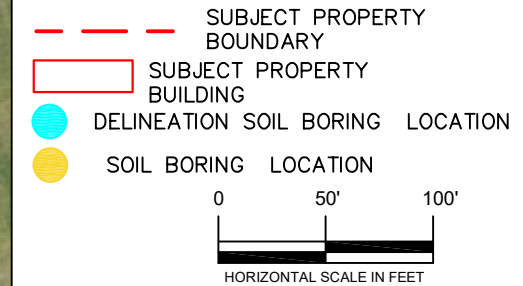 SUBJECT PROPERTY
BOUNDARY
SUBJECT PROPERTY
BUILDING
DELINEATION SOIL BORING LOCATION
SOIL BORING LOCATION
0 50' 100'
HORIZONTAL SCALE IN FEET